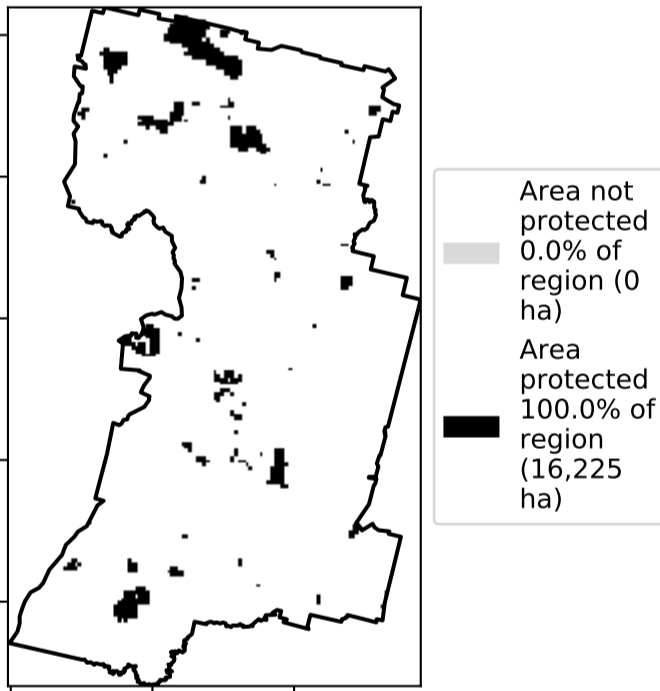 Area not
protected
0.0% of
region (0
ha)
Area
protected
100.0% of
region
(16,225
ha)